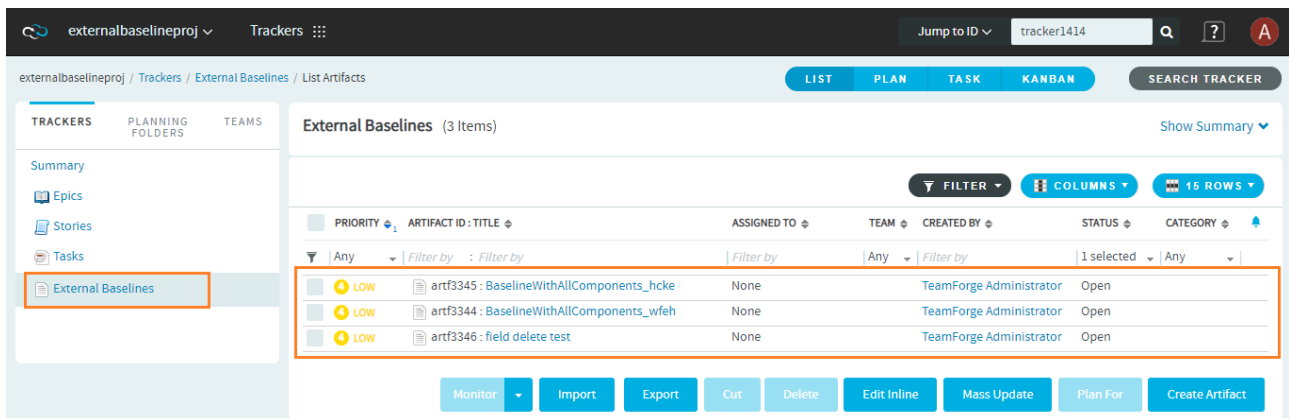 externalbaselineproj Trackers Jump to ID tracker1414 ? A
externalbaselineproj / Trackers / External Baselines / List Artifacts LIST PLAN TASK KANBAN SEARCH TRACKER
TRACKERS PLANNING FOLDERS TEAMS
Summary
Epics
Stories
Tasks
External Baselines
External Baselines (3 Items) Show Summary
FILTER COLUMNS 15 ROWS
PRIORITY 1 ARTIFACT ID : TITLE ASSIGNED TO TEAM CREATED BY STATUS CATEGORY
Any Filter by : Filter by Filter by Any Filter by 1 selected Any
4 LOW artf3345 : BaselineWithAllComponents_hcke None TeamForge Administrator Open
4 LOW artf3344 : BaselineWithAllComponents_wfeh None TeamForge Administrator Open
4 LOW artf3346 : field delete test None TeamForge Administrator Open
Monitor Import Export Cut Delete Edit Inline Mass Update Plan For Create Artifact